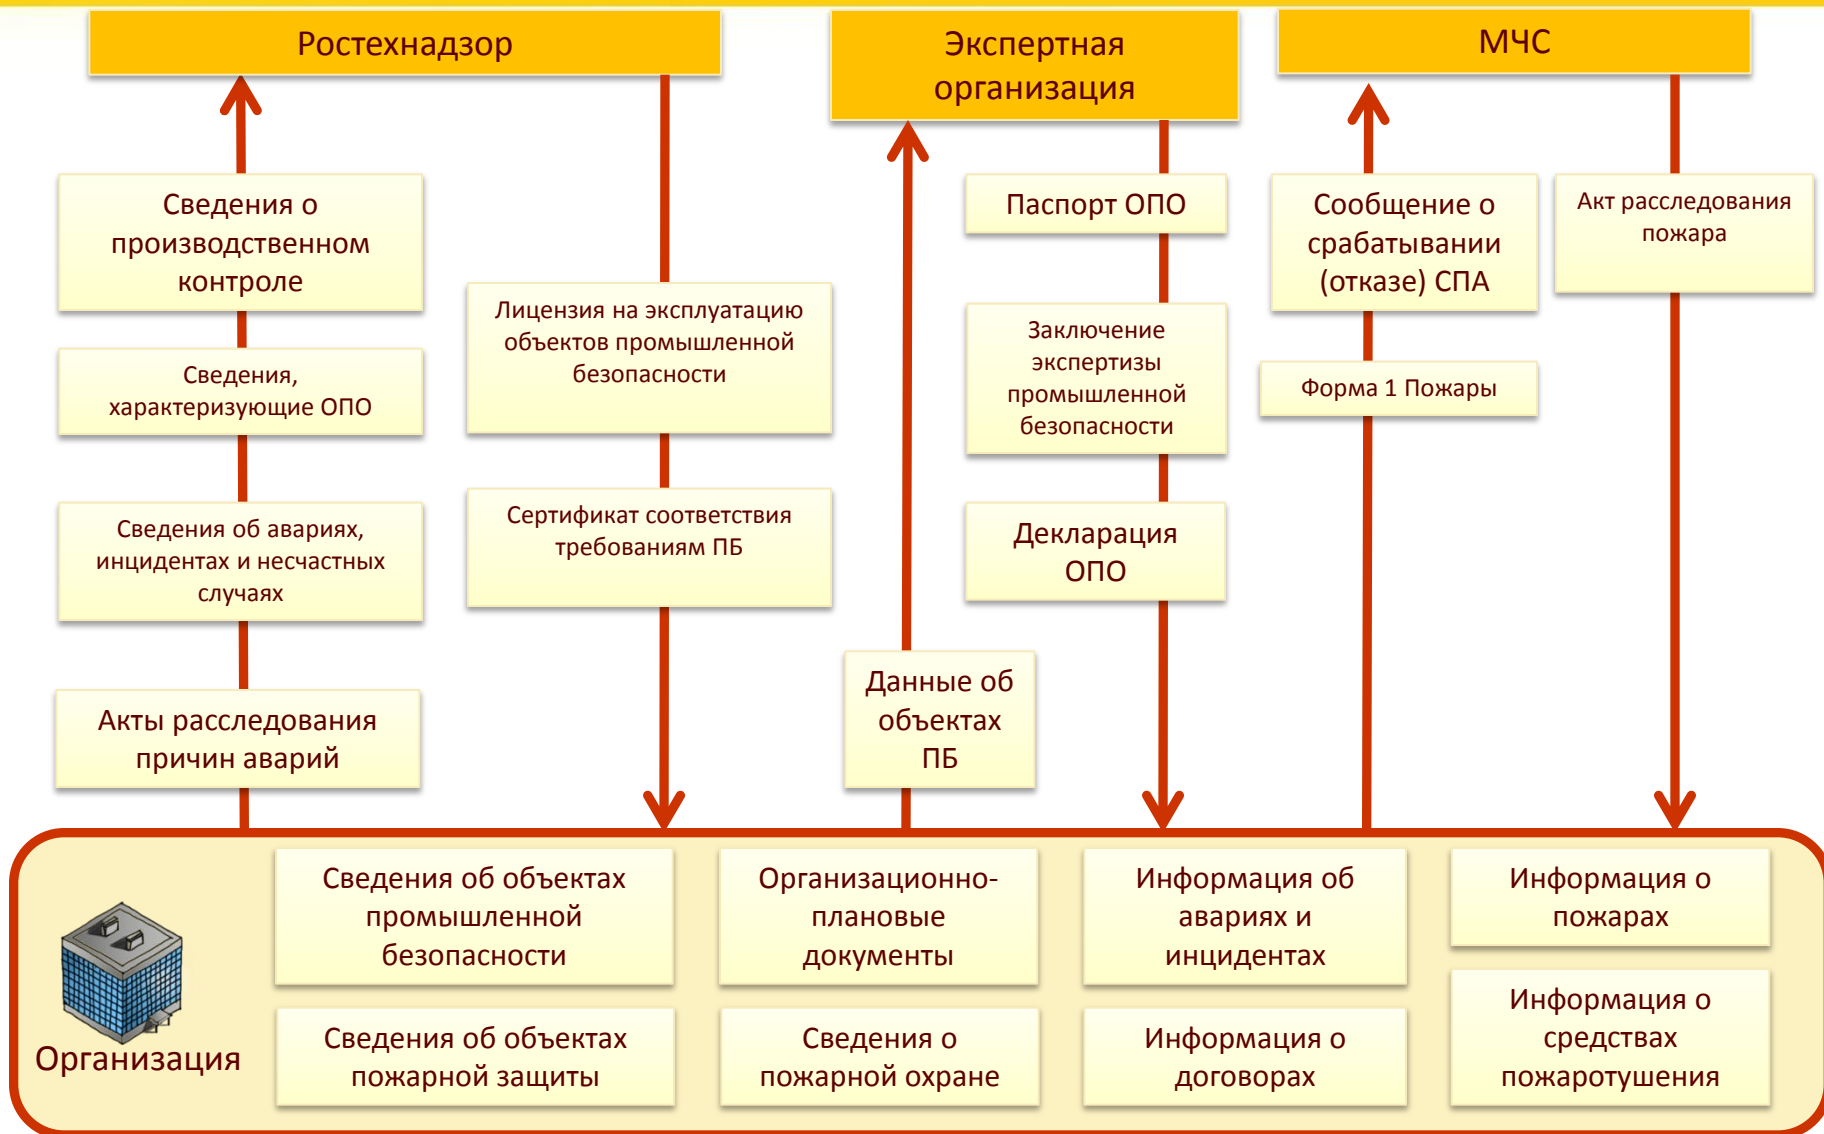 Ростехнадзор
Экспертная
организация
МЧС
Сведения о
производственном
контроле
Сведения,
характеризующие ОПО
Сведения об авариях,
инцидентах и несчастных
случаях
Акты расследования
причин аварий
Лицензия на эксплуатацию
объектов промышленной
безопасности
Сертификат соответствия
требованиям ПБ
Данные об
объектах
ПБ
Паспорт ОПО
Заключение
экспертизы
промышленной
безопасности
Декларация
ОПО
Сообщение о
срабатывании
(отказе) СПА
Форма 1 Пожары
Акт расследования
пожара
Организация
Сведения об объектах
промышленной
безопасности
Организационно-
плановые
документы
Информация об
авариях и
инцидентах
Информация о
пожарах
Сведения об объектах
пожарной защиты
Сведения о
пожарной охране
Информация о
договорах
Информация о
средствах
пожаротушения